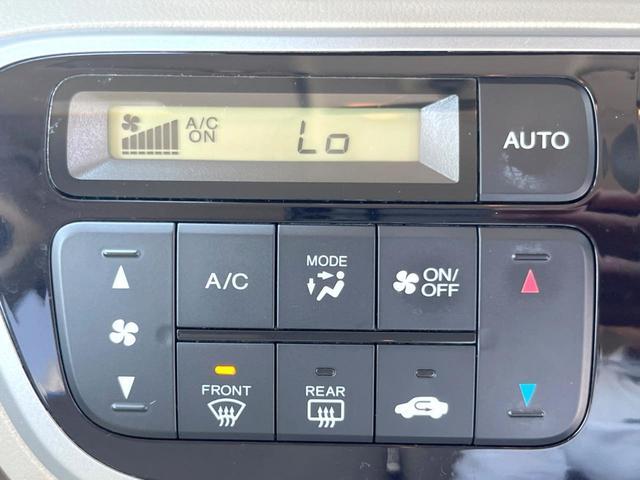 A/C
ON
Lo
AUTO
A/C
MODE
ON/
OFF
FRONT
REAR